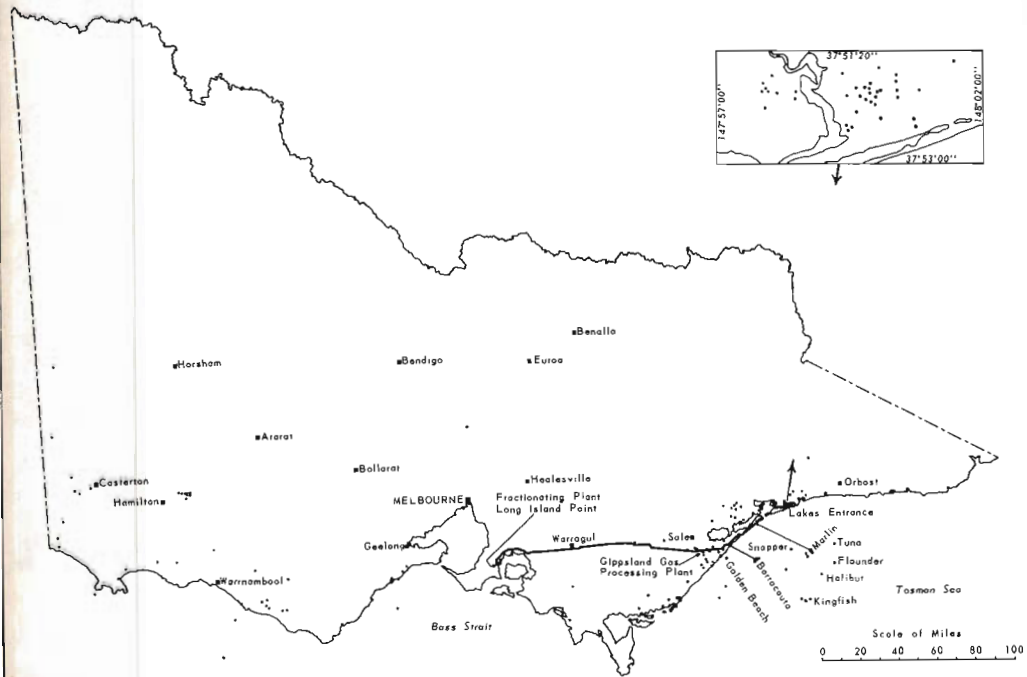 37°51'20''
147°57'00''
148°02'00''
37°53'00''
Benalla
Horsham
Bendigo
Euroa
Ararat
Ballarat
Casterton
Hamilton
Healesville
MELBOURNE
Fractionating Plant
Long Island Point
Orbost
Lakes Entrance
Geelong
Warragul
Sale
Snapper
Marlin
Tuna
Gippsland Gas
Processing Plant
Flounder
Halibut
Warrnambool
Golden Beach
Barracouta
Kingfish
Tasman Sea
Bass Strait
Scale of Miles
0 20 40 60 80 100